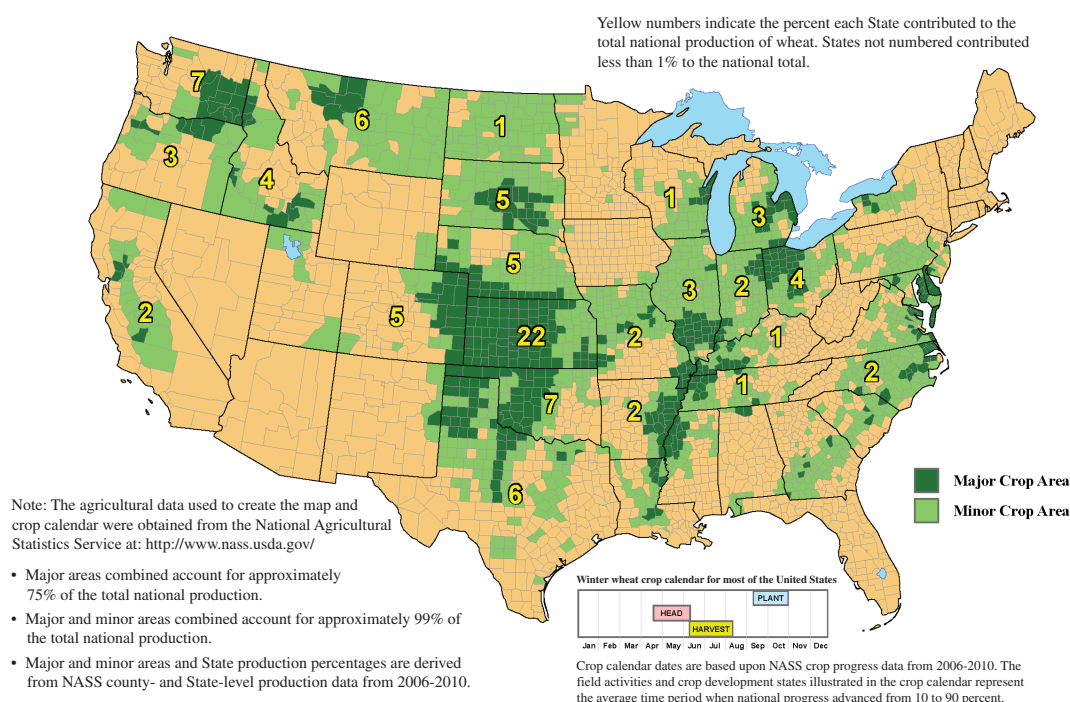 Yellow numbers indicate the percent each State contributed to the
total national production of wheat. States not numbered contributed
less than 1% to the national total.
7
6
1
3
4
5
1
3
5
3
2
4
2
5
22
2
1
1
2
7
2
6
Major Crop Area
Minor Crop Area
Note: The agricultural data used to create the map and
crop calendar were obtained from the National Agricultural
Statistics Service at: http://www.nass.usda.gov/
• Major areas combined account for approximately
75% of the total national production.
• Major and minor areas combined account for approximately 99% of
the total national production.
• Major and minor areas and State production percentages are derived
from NASS county- and State-level production data from 2006-2010.
Winter wheat crop calendar for most of the United States
PLANT
HEAD
HARVEST
Jan Feb Mar Apr May Jun Jul Aug Sep Oct Nov Dec
Crop calendar dates are based upon NASS crop progress data from 2006-2010. The
field activities and crop development states illustrated in the crop calendar represent
the average time period when national progress advanced from 10 to 90 percent.